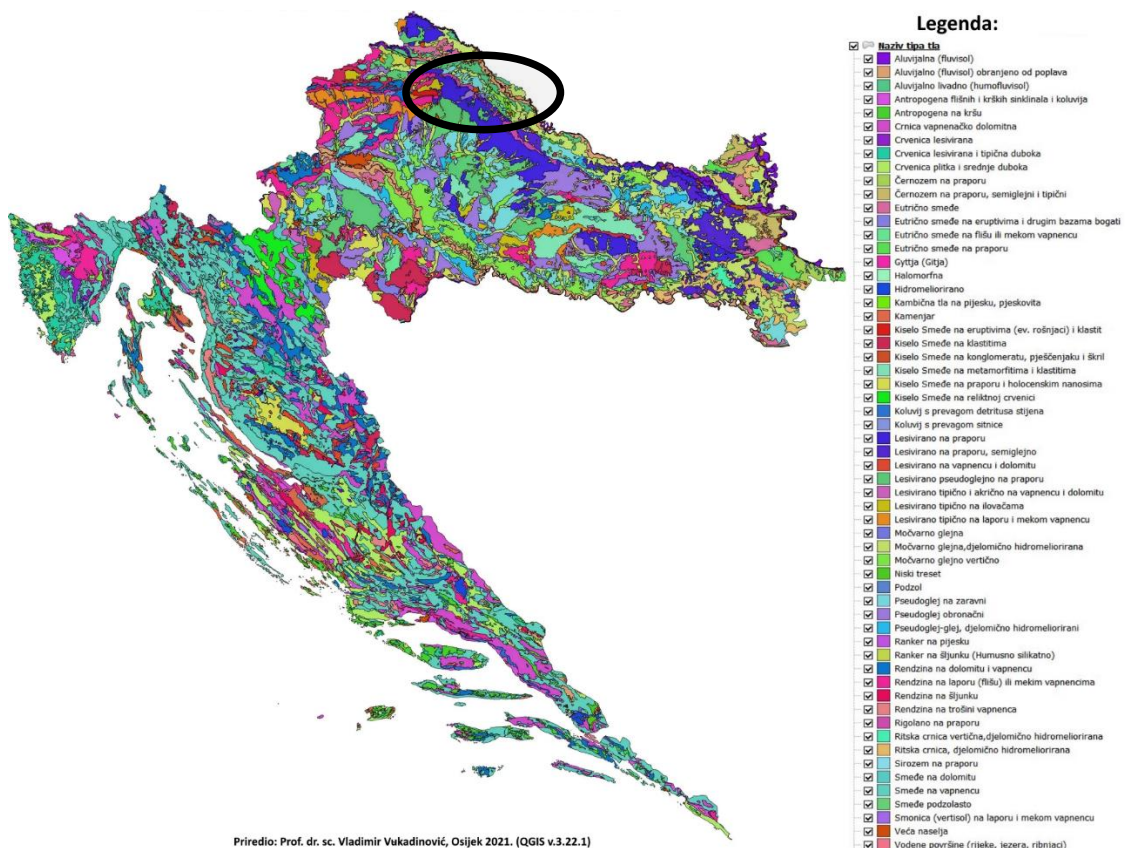 Legenda:
Naziv tipa tla
Aluvijalna (fluvisol)
Aluvijalno (fluvisol) obranjeno od poplava
Aluvijalno livadno (humofluvisol)
Antropogena flišnih i krških sinklinala i koluvija
Antropogena na kršu
Crnica vapnenačko dolomitna
Crvenica lesivirana
Crvenica lesivirana i tipična duboka
Crvenica plitka i srednje duboka
Černozem na praporu
Černozem na praporu, semiglejni i tipični
Eutrično smeđe
Eutrično smeđe na eruptivima i drugim bazama bogati
Eutrično smeđe na flišu ili mekom vapnencu
Eutrično smeđe na praporu
Gyttja (Gitja)
Halomorfna
Hidromeliorirano
Kambična tla na pijesku, pjeskovita
Kamenjar
Kiselo Smeđe na eruptivima (ev. rošnjaci) i klastit
Kiselo Smeđe na klastitima
Kiselo Smeđe na konglomeratu, pješčenjaku i škril
Kiselo Smeđe na metamorfitima i klastitima
Kiselo Smeđe na praporu i holocenskim nanosima
Kiselo Smeđe na reliktnoj crvenici
Koluvij s prevagom detritusa stijena
Koluvij s prevagom sitnice
Lesivirano na praporu
Lesivirano na praporu, semiglejno
Lesivirano na vapnencu i dolomitu
Lesivirano pseudoglejno na praporu
Lesivirano tipično i akrično na vapnencu i dolomitu
Lesivirano tipično na ilovačama
Lesivirano tipično na laporu i mekom vapnencu
Močvarno glejna
Močvarno glejna,djelomično hidromeliorirana
Močvarno glejno vertično
Niski treset
Podzol
Pseudoglej na zaravni
Pseudoglej obronačni
Pseudoglej-glej, djelomično hidromeliorirani
Ranker na pijesku
Ranker na šljunku (Humusno silikatno)
Rendzina na dolomitu i vapnencu
Rendzina na laporu (flišu) ili mekim vapnencima
Rendzina na šljunku
Rendzina na trošini vapnenca
Rigolano na praporu
Ritska crnica vertična,djelomično hidromeliorirana
Ritska crnica, djelomično hidromeliorirana
Sirozem na praporu
Smeđe na dolomitu
Smeđe na vapnencu
Smeđe podzolasto
Smonica (vertisol) na laporu i mekom vapnencu
Veća naselja
Vodene površine (rijeke, jezera, ribnjaci)
Priredio: Prof. dr. sc. Vladimir Vukadinović, Osijek 2021. (QGIS v.3.22.1)